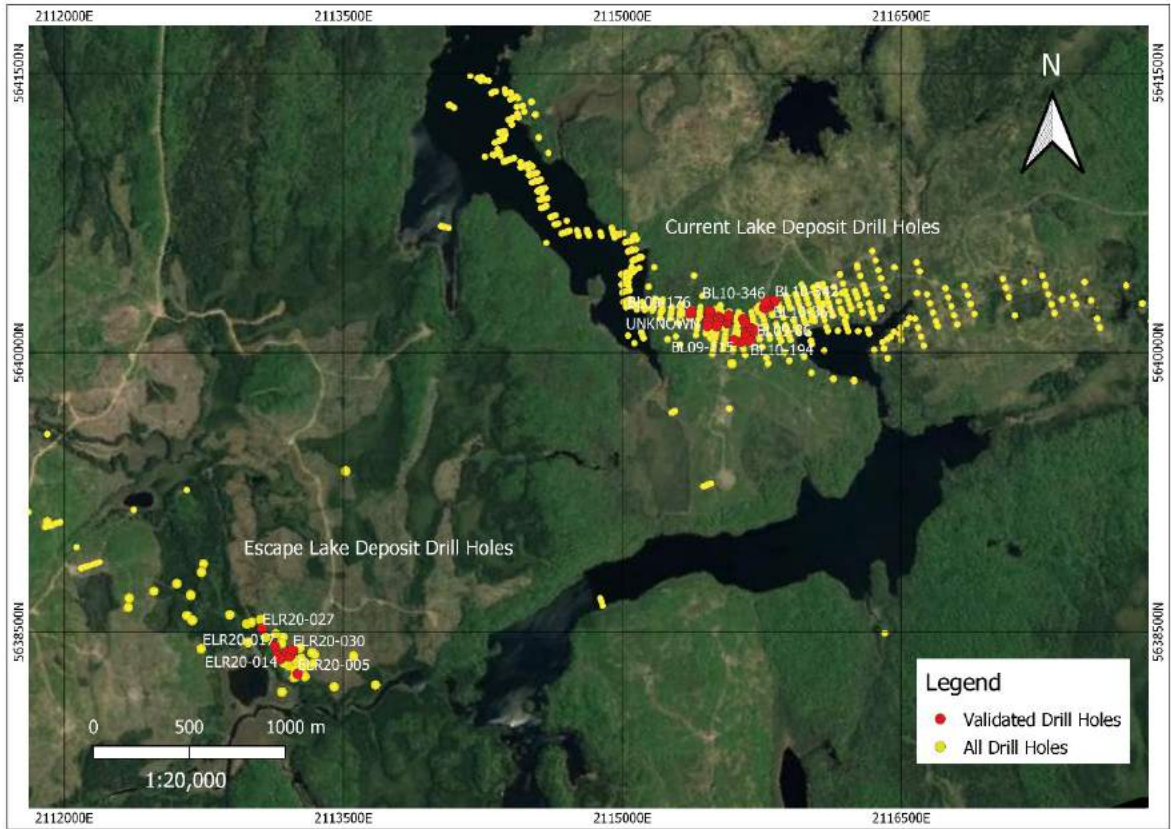 2112000E
2113500E
2115000E
2116500E
5641500N
5641500N
N
Current Lake Deposit Drill Holes
BL10-346
UNKNOWN
BL10-194
5640000N
5640000N
Escape Lake Deposit Drill Holes
ELR20-027
ELR20-017
ELR20-030
ELR20-014
ELR20-005
5638500N
5638500N
Legend
Validated Drill Holes
All Drill Holes
0
500
1000 m
1:20,000
2112000E
2113500E
2115000E
2116500E